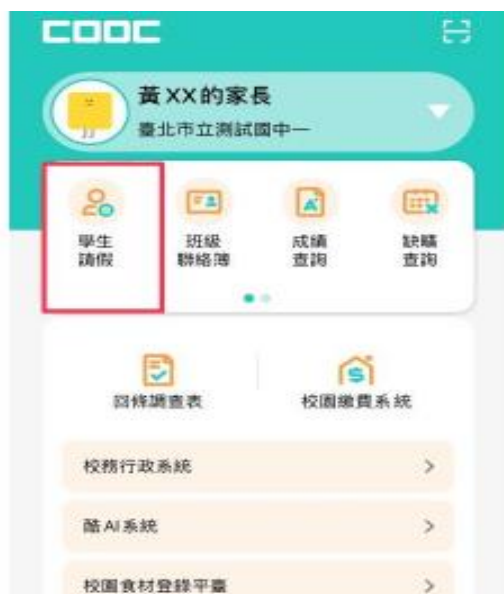 COOC
黃XX的家長
臺北市立測試國中一
學生
請假
班級
聯絡簿
成績
查詢
缺曠
查詢
回條調查表
校園繳費系統
校務行政系統
酷AI系統
校園食材登錄平臺